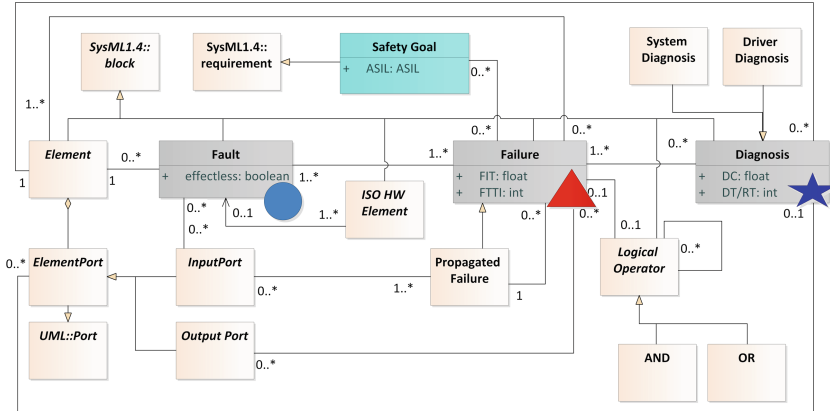 SysML1.4::
block
SysML1.4::
requirement
Safety Goal
+ ASIL: ASIL
System
Diagnosis
Driver
Diagnosis
0..*
1..*
0..*
0..*
0..*
0..*
Element
0..*
Fault
+ effectless: boolean
1..*
Failure
+ FIT: float
+ FTTI: int
1..*
Diagnosis
+ DC: float
+ DT/RT: int
1
1
1..*
0..1
0..1
ISO HW
Element
0..*
0..1
1..*
0..*
0..*
0..*
0..1
Logical
Operator
0..*
0..*
ElementPort
InputPort
0..*
Propagated
Failure
1..*
1
UML::Port
Output Port
0..*
AND
OR